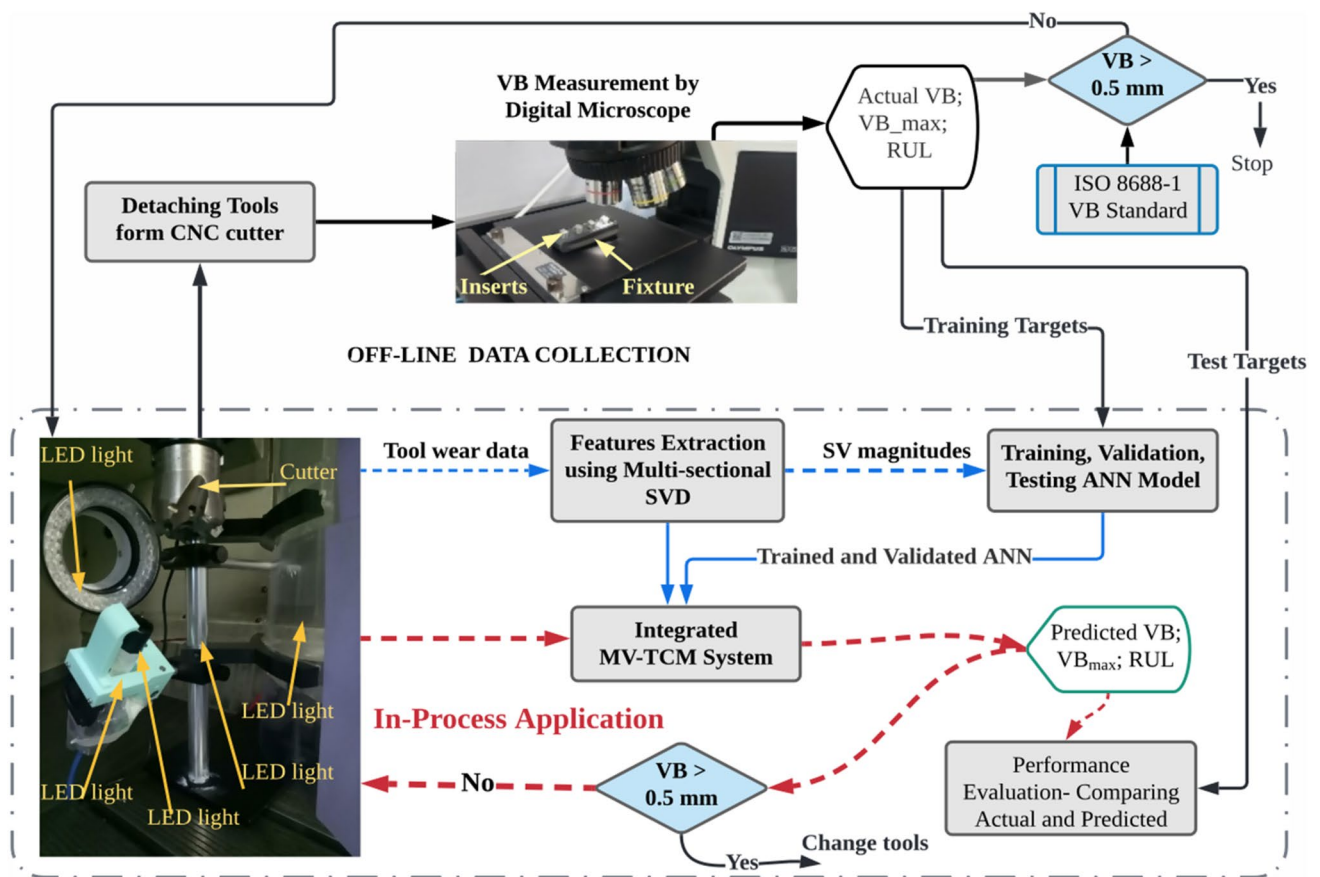 No
VB >
0.5 mm
Yes
Stop
ISO 8688-1
VB Standard
VB Measurement by
Digital Microscope
Actual VB;
VB_max;
RUL
Detaching Tools
form CNC cutter
OLYMPUS
Inserts
Fixture
Training Targets
Test Targets
OFF-LINE DATA COLLECTION
LED light
Cutter
Tool wear data
Features Extraction
using Multi-sectional
SVD
SV magnitudes
Training, Validation,
Testing ANN Model
Trained and Validated ANN
Integrated
MV-TCM System
Predicted VB;
VBmax; RUL
LED light
In-Process Application
LED light
LED light
LED light
No
VB >
0.5 mm
Yes
Change tools
Performance
Evaluation- Comparing
Actual and Predicted